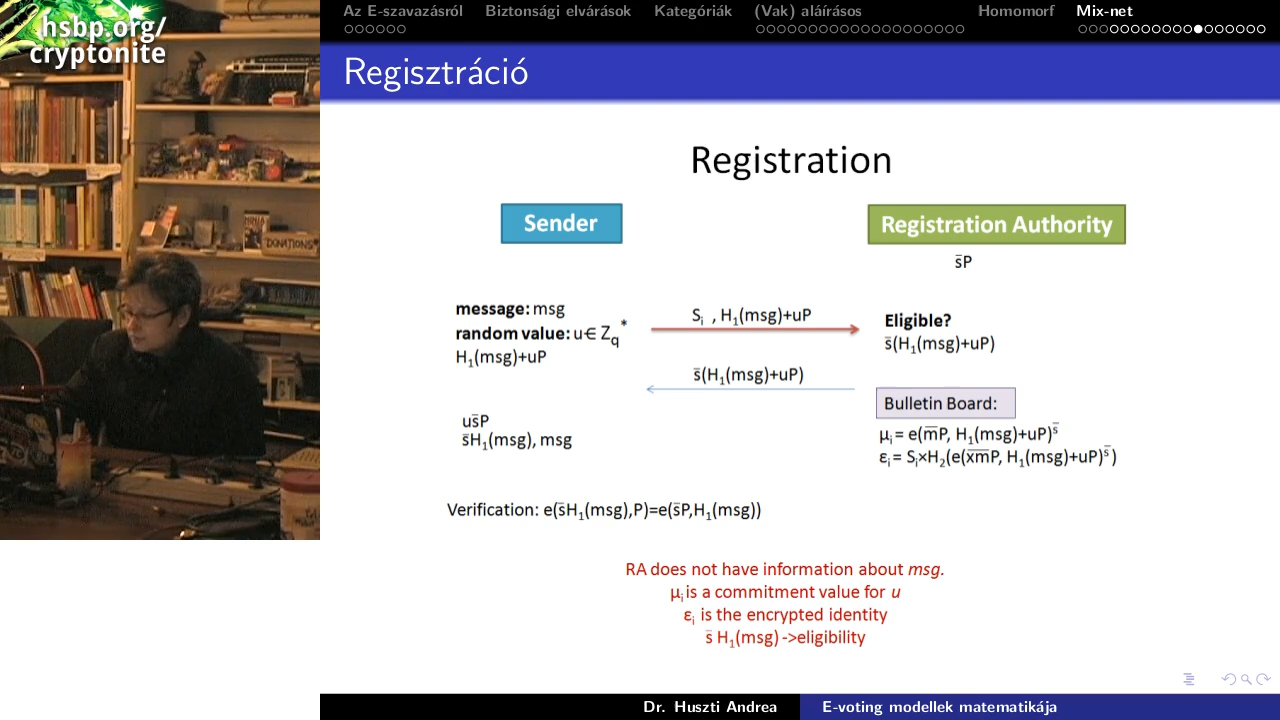 hsbp.org/
cryptonite
NINJA
DONATIONS
Az E-szavazásról Biztonsági elvárások Kategóriák (Vak) aláírásos Homomorf Mix-net
Regisztráció
Registration
Sender
Registration Authority
s̅P
message: msg
random value: u∈ Zq*
H₁(msg)+uP
Sᵢ , H₁(msg)+uP
Eligible?
s̅(H₁(msg)+uP)
s̅(H₁(msg)+uP)
Bulletin Board:
us̅P
s̅H₁(msg), msg
μᵢ= e(m̅P, H₁(msg)+uP)^s̅
εᵢ= Sᵢ×H₂(e(x̅m̅P, H₁(msg)+uP)^s̅)
Verification: e(s̅H₁(msg),P)=e(s̅P,H₁(msg))
RA does not have information about msg.
μᵢ is a commitment value for u
εᵢ is the encrypted identity
s̅ H₁(msg) ->eligibility
Dr. Huszti Andrea
E-voting modellek matematikája